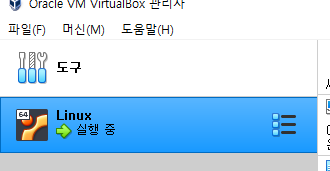 Oracle VM VirtualBox 관리자
파일(F) 머신(M) 도움말(H)
도구
64
Linux
실행 중